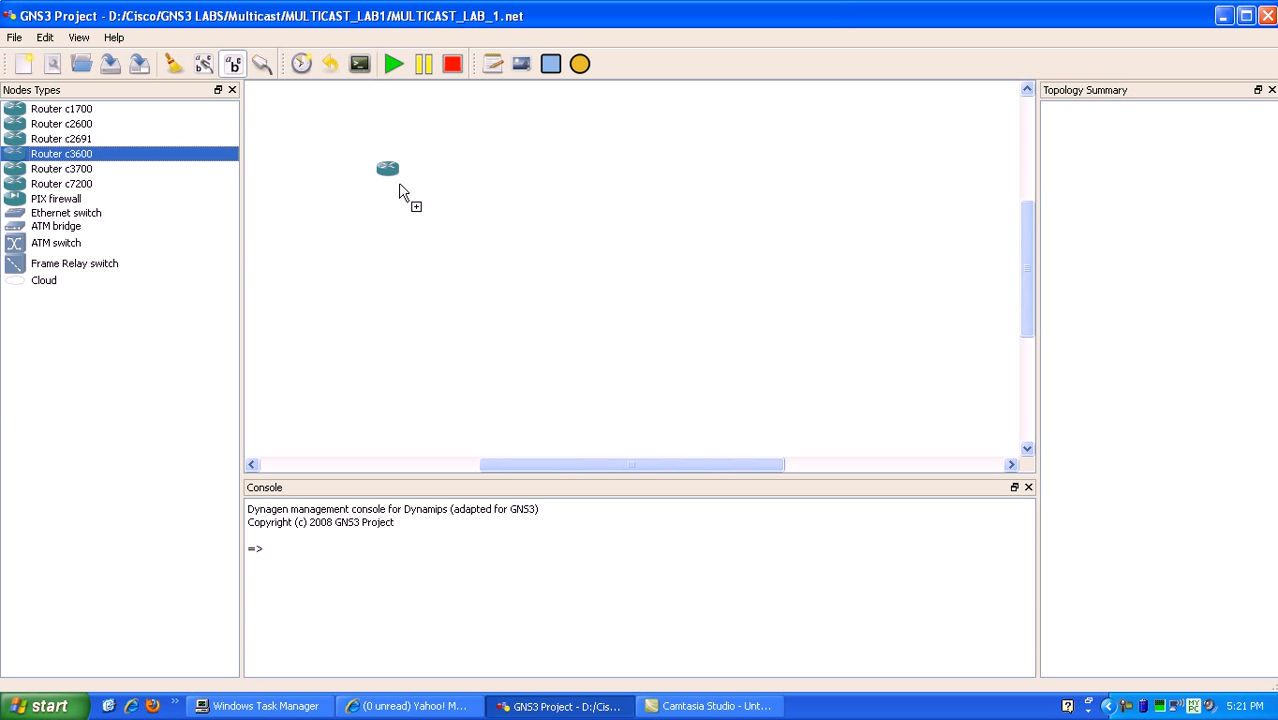 GNS3 Project - D:/Cisco/GNS3 LABS/Multicast/MULTICAST_LAB1/MULTICAST_LAB_1.net
File Edit View Help
Nodes Types
Topology Summary
Router c1700
Router c2600
Router c2691
Router c3600
Router c3700
Router c7200
PIX firewall
Ethernet switch
ATM bridge
ATM switch
Frame Relay switch
Cloud
Console
Dynagen management console for Dynamips (adapted for GNS3)
Copyright (c) 2008 GNS3 Project
=>
start
Windows Task Manager
(0 unread) Yahoo! M...
GNS3 Project - D:/Cis...
Camtasia Studio - Unt...
5:21 PM